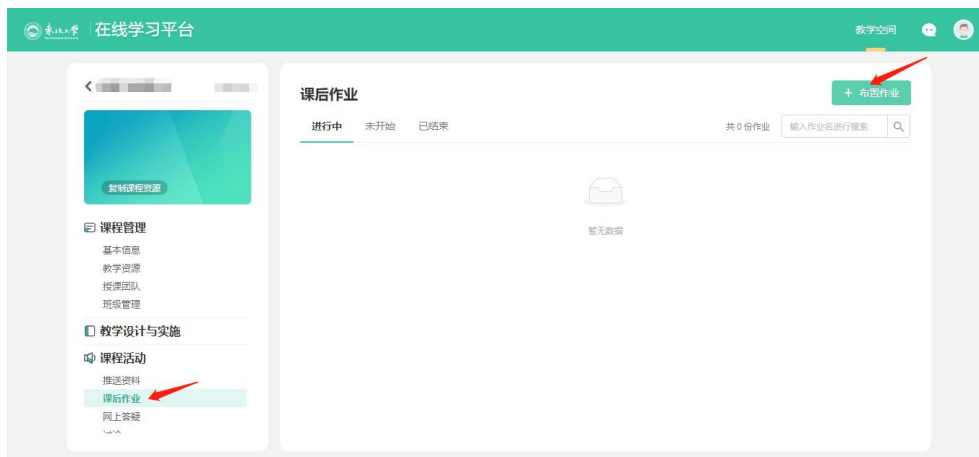 东北大学 在线学习平台
教学空间
复制课程资源
课程管理
基本信息
教学资源
授课团队
班级管理
教学设计与实施
课程活动
推送资料
课后作业
网上答疑
课后作业
+ 布置作业
进行中 未开始 已结束
共 0 份作业 输入作业名进行搜索
暂无数据